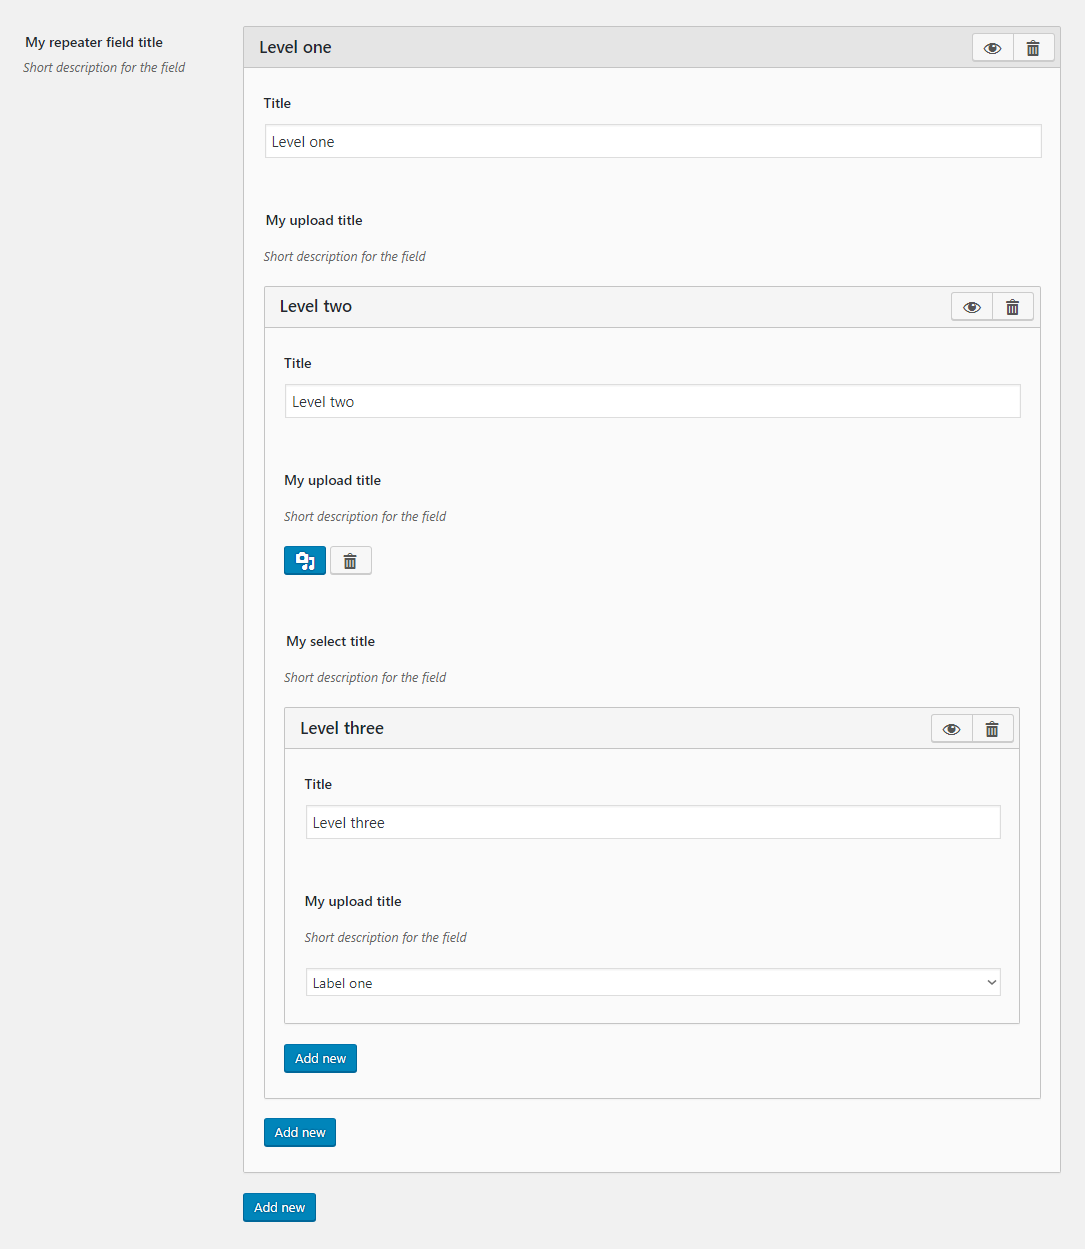 My repeater field title
Short description for the field
Level one
Title
Level one
My upload title
Short description for the field
Level two
Title
Level two
My upload title
Short description for the field
My select title
Short description for the field
Level three
Title
Level three
My upload title
Short description for the field
Label one
Add new
Add new
Add new